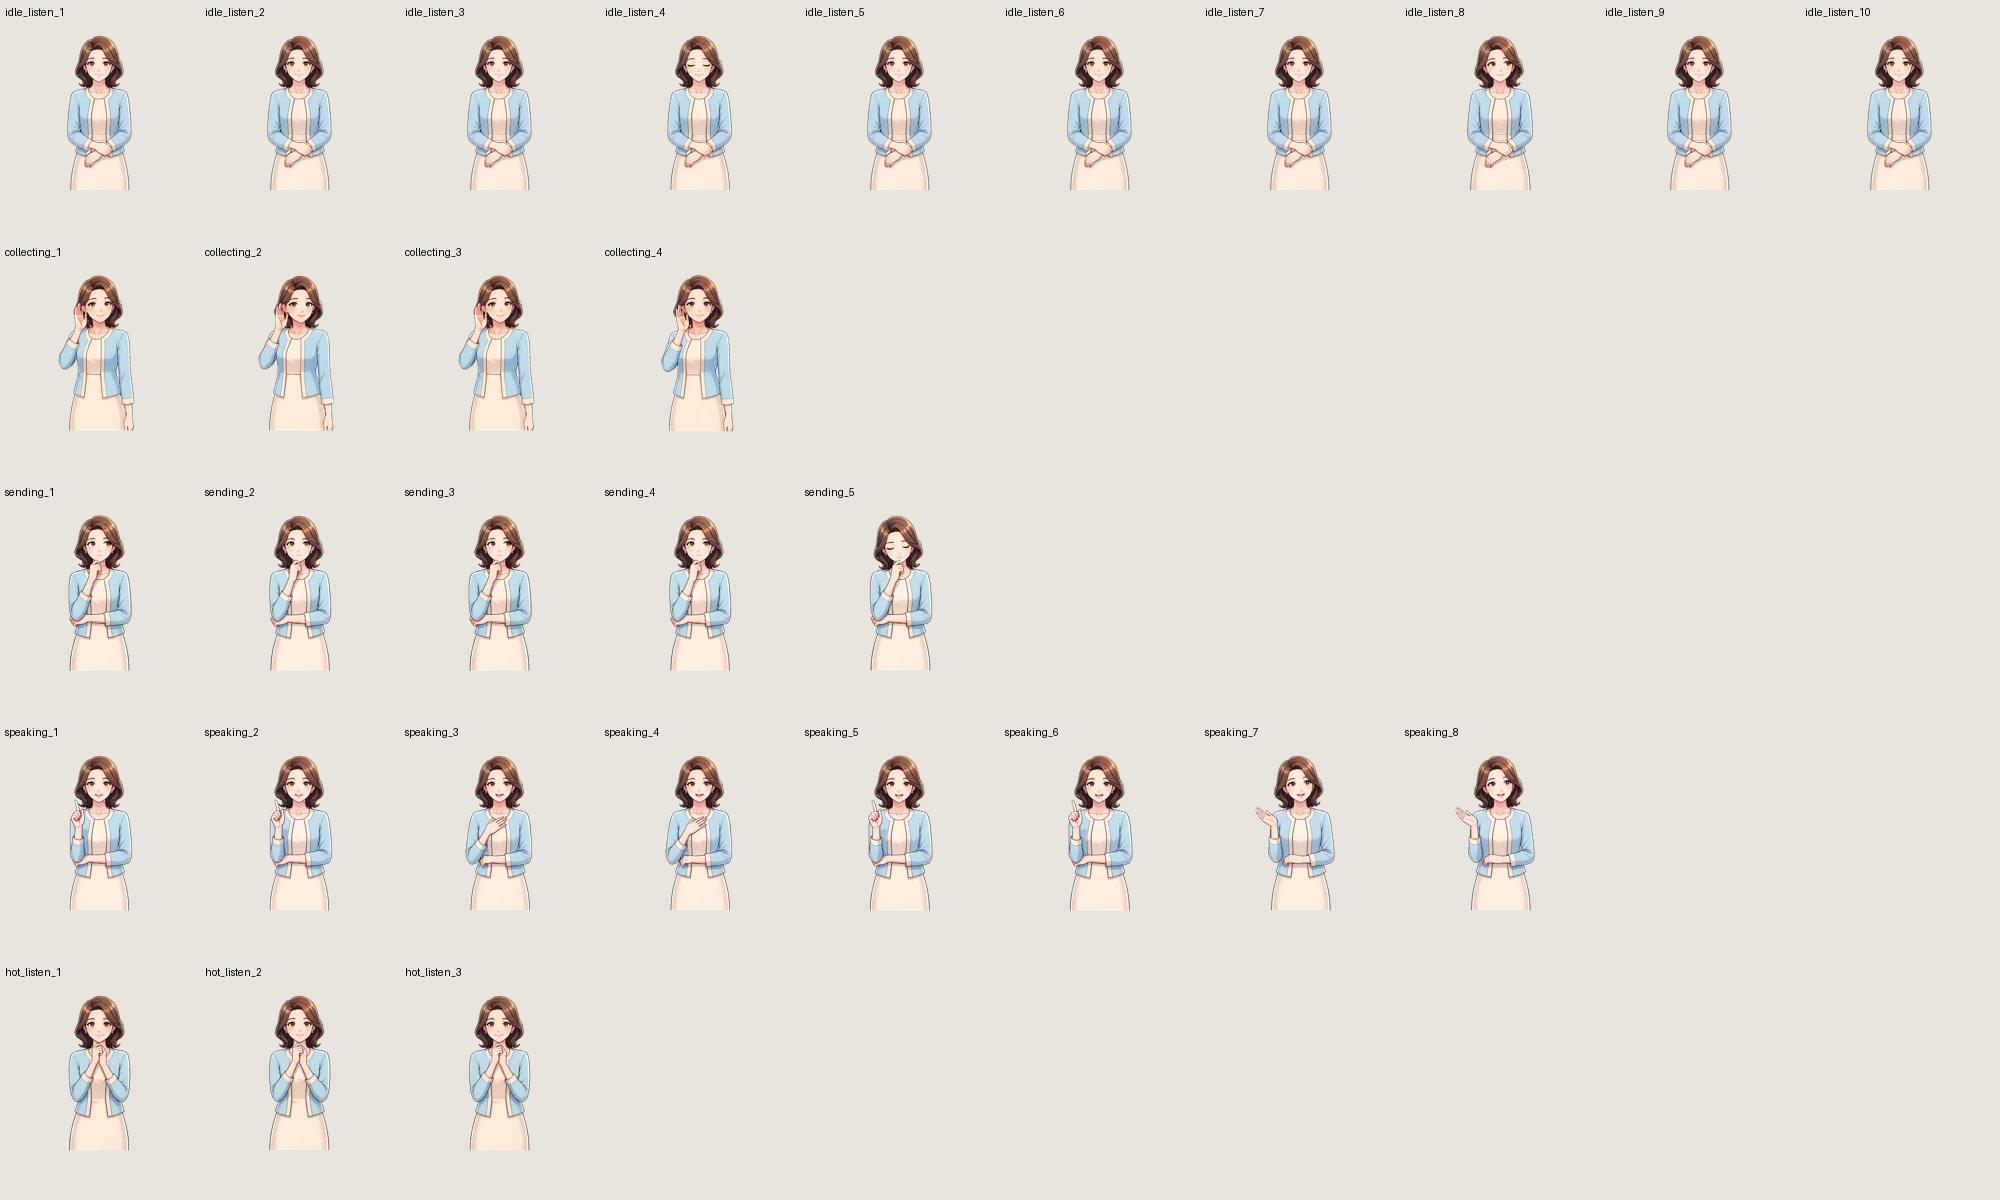 idle_listen_1 idle_listen_2 idle_listen_3 idle_listen_4 idle_listen_5 idle_listen_6 idle_listen_7 idle_listen_8 idle_listen_9 idle_listen_10
collecting_1 collecting_2 collecting_3 collecting_4
sending_1 sending_2 sending_3 sending_4 sending_5
speaking_1 speaking_2 speaking_3 speaking_4 speaking_5 speaking_6 speaking_7 speaking_8
hot_listen_1 hot_listen_2 hot_listen_3